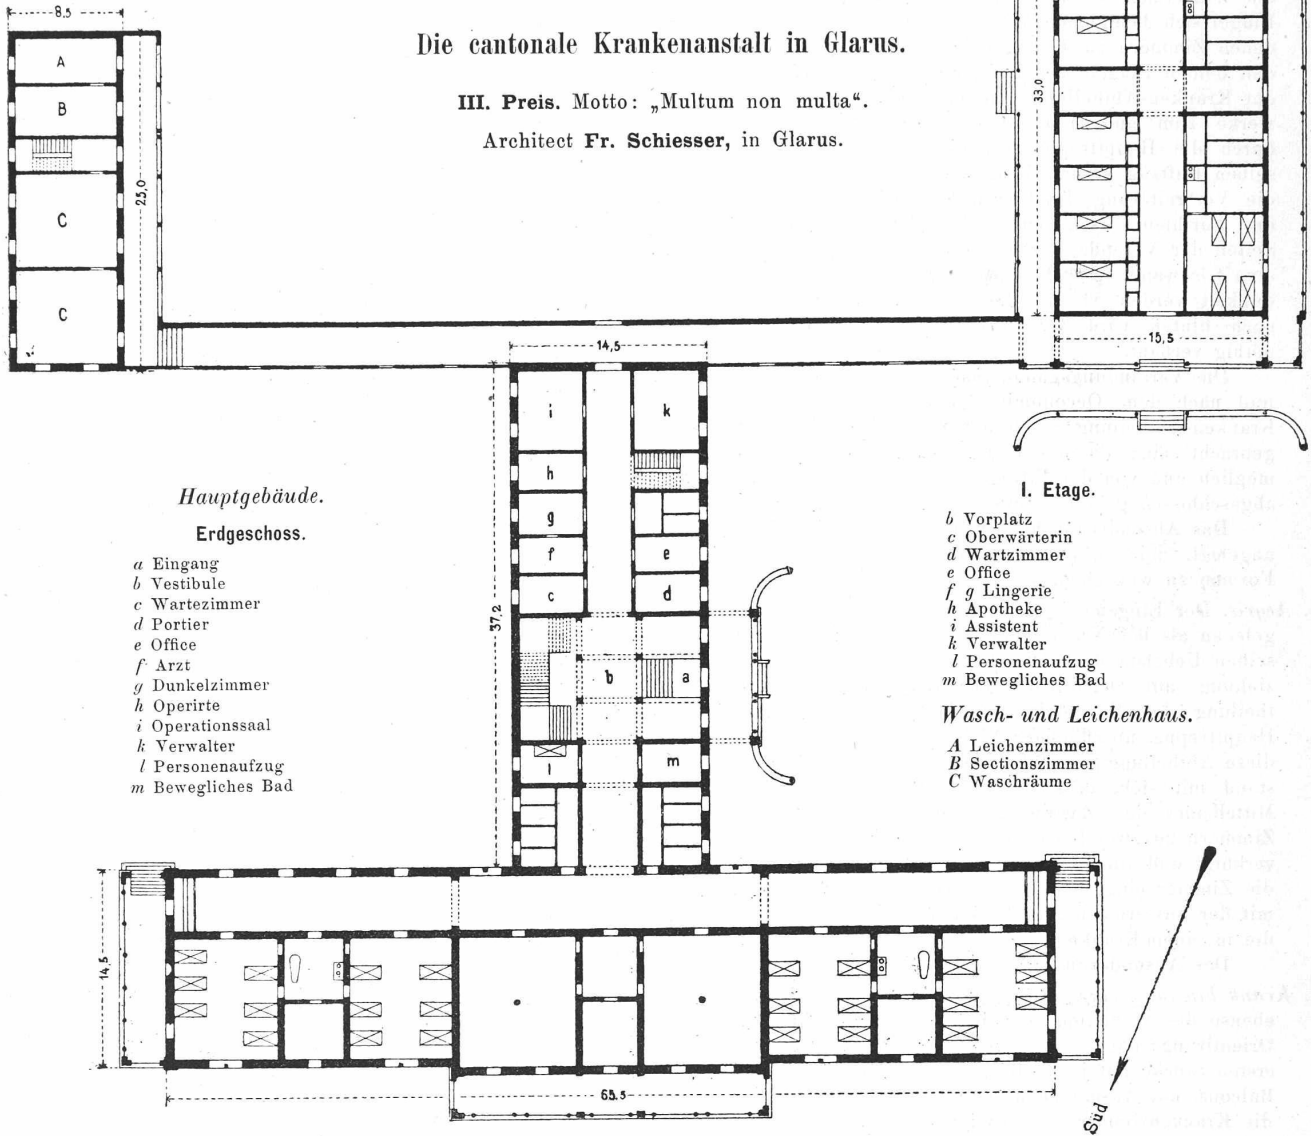 Die cantonale Krankenanstalt in Glarus.
III. Preis. Motto: „Multum non multa“.
Architect Fr. Schiesser, in Glarus.
8.5
A
B
C
C
25,0
33,0
15,5
14,5
i
k
h
g
f
e
c
d
b
a
l
m
37,2
Hauptgebäude.
Erdgeschoss.
a Eingang
b Vestibule
c Wartezimmer
d Portier
e Office
f Arzt
g Dunkelzimmer
h Operirte
i Operationssaal
k Verwalter
l Personenaufzug
m Bewegliches Bad
I. Etage.
b Vorplatz
c Oberwärterin
d Wartzimmer
e Office
f g Lingerie
h Apotheke
i Assistent
k Verwalter
l Personenaufzug
m Bewegliches Bad
Wasch- und Leichenhaus.
A Leichenzimmer
B Sectionszimmer
C Waschräume
14,5
65.5
Süd